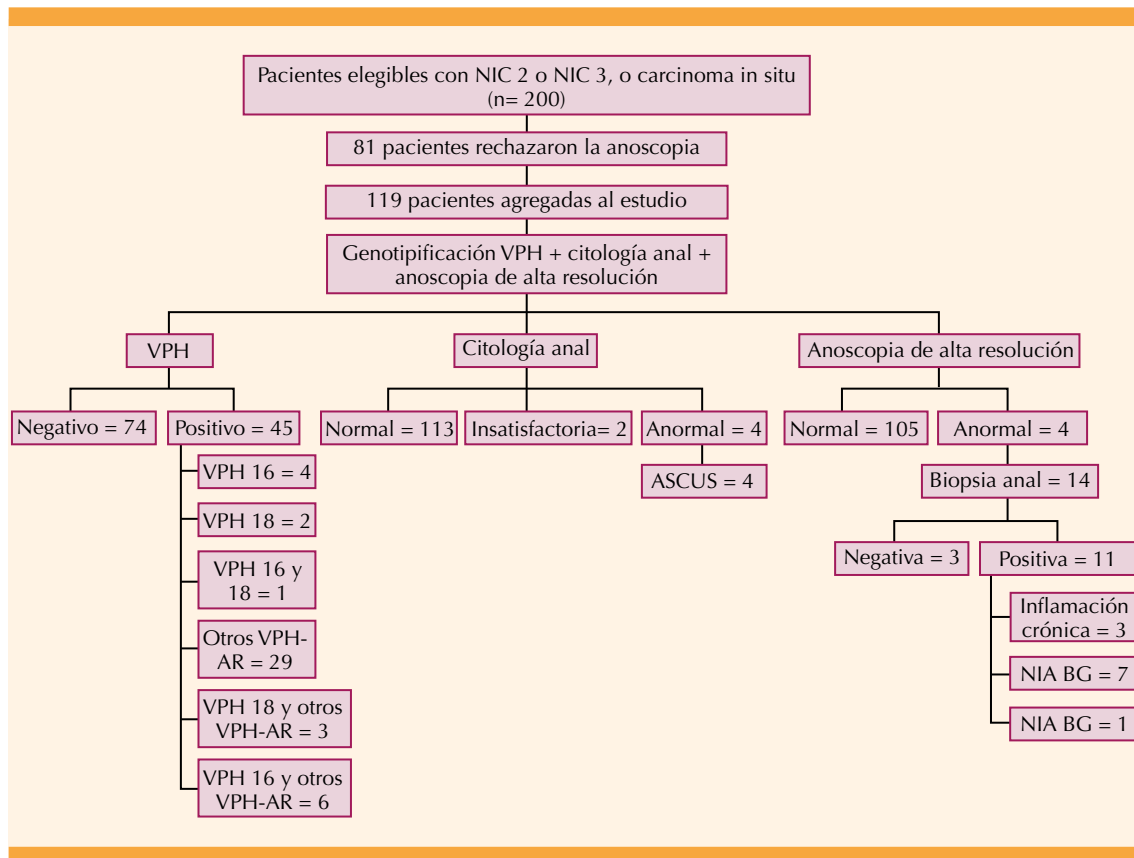 Pacientes elegibles con NIC 2 o NIC 3, o carcinoma in situ
(n= 200)
81 pacientes rechazaron la anoscopia
119 pacientes agregadas al estudio
Genotipificación VPH + citología anal +
anoscopia de alta resolución
VPH
Citología anal
Anoscopia de alta resolución
Negativo = 74
Positivo = 45
Normal = 113
Insatisfactoria= 2
Anormal = 4
Normal = 105
Anormal = 4
VPH 16 = 4
VPH 18 = 2
VPH 16 y
18 = 1
Otros VPH-
AR = 29
VPH 18 y otros
VPH-AR = 3
VPH 16 y otros
VPH-AR = 6
ASCUS = 4
Biopsia anal = 14
Negativa = 3
Positiva = 11
Inflamación
crónica = 3
NIA BG = 7
NIA BG = 1